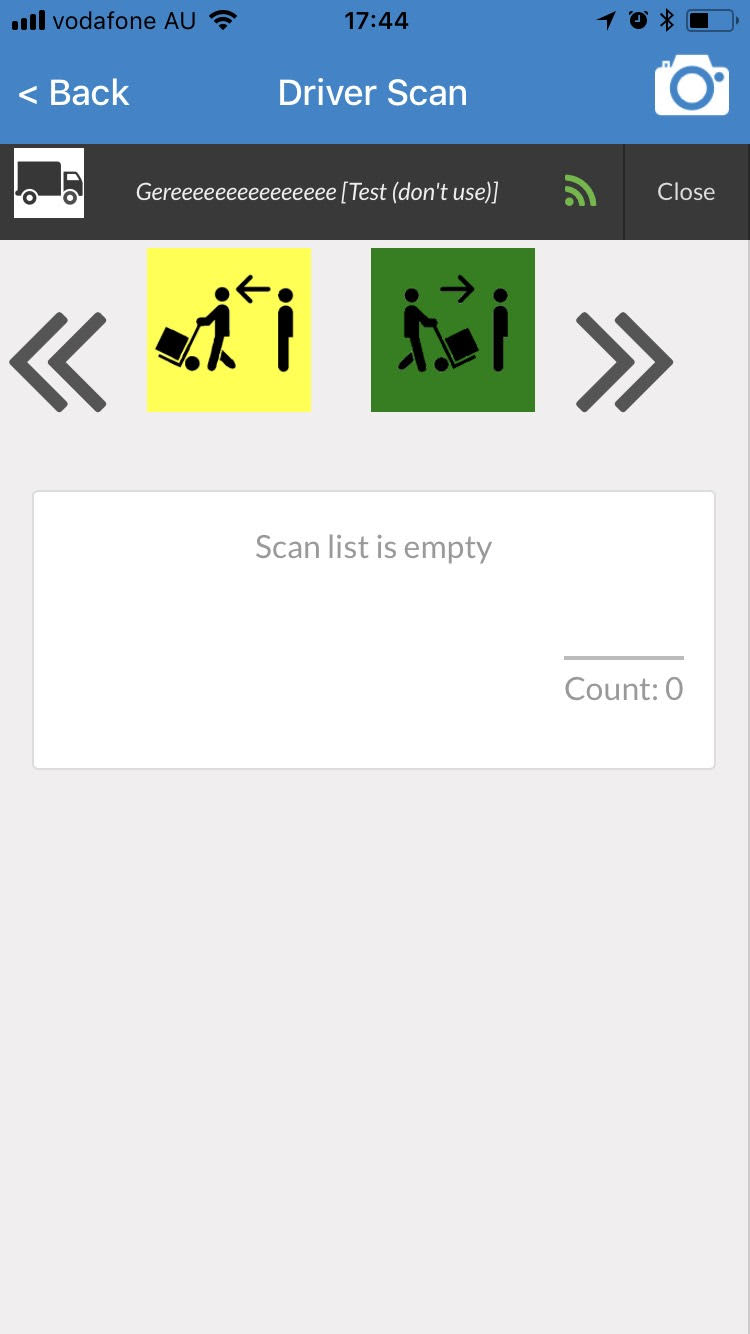 vodafone AU 17:44
< Back Driver Scan
Gereeeeeeeeeeeeeee [Test (don't use)] Close
Scan list is empty
Count: 0